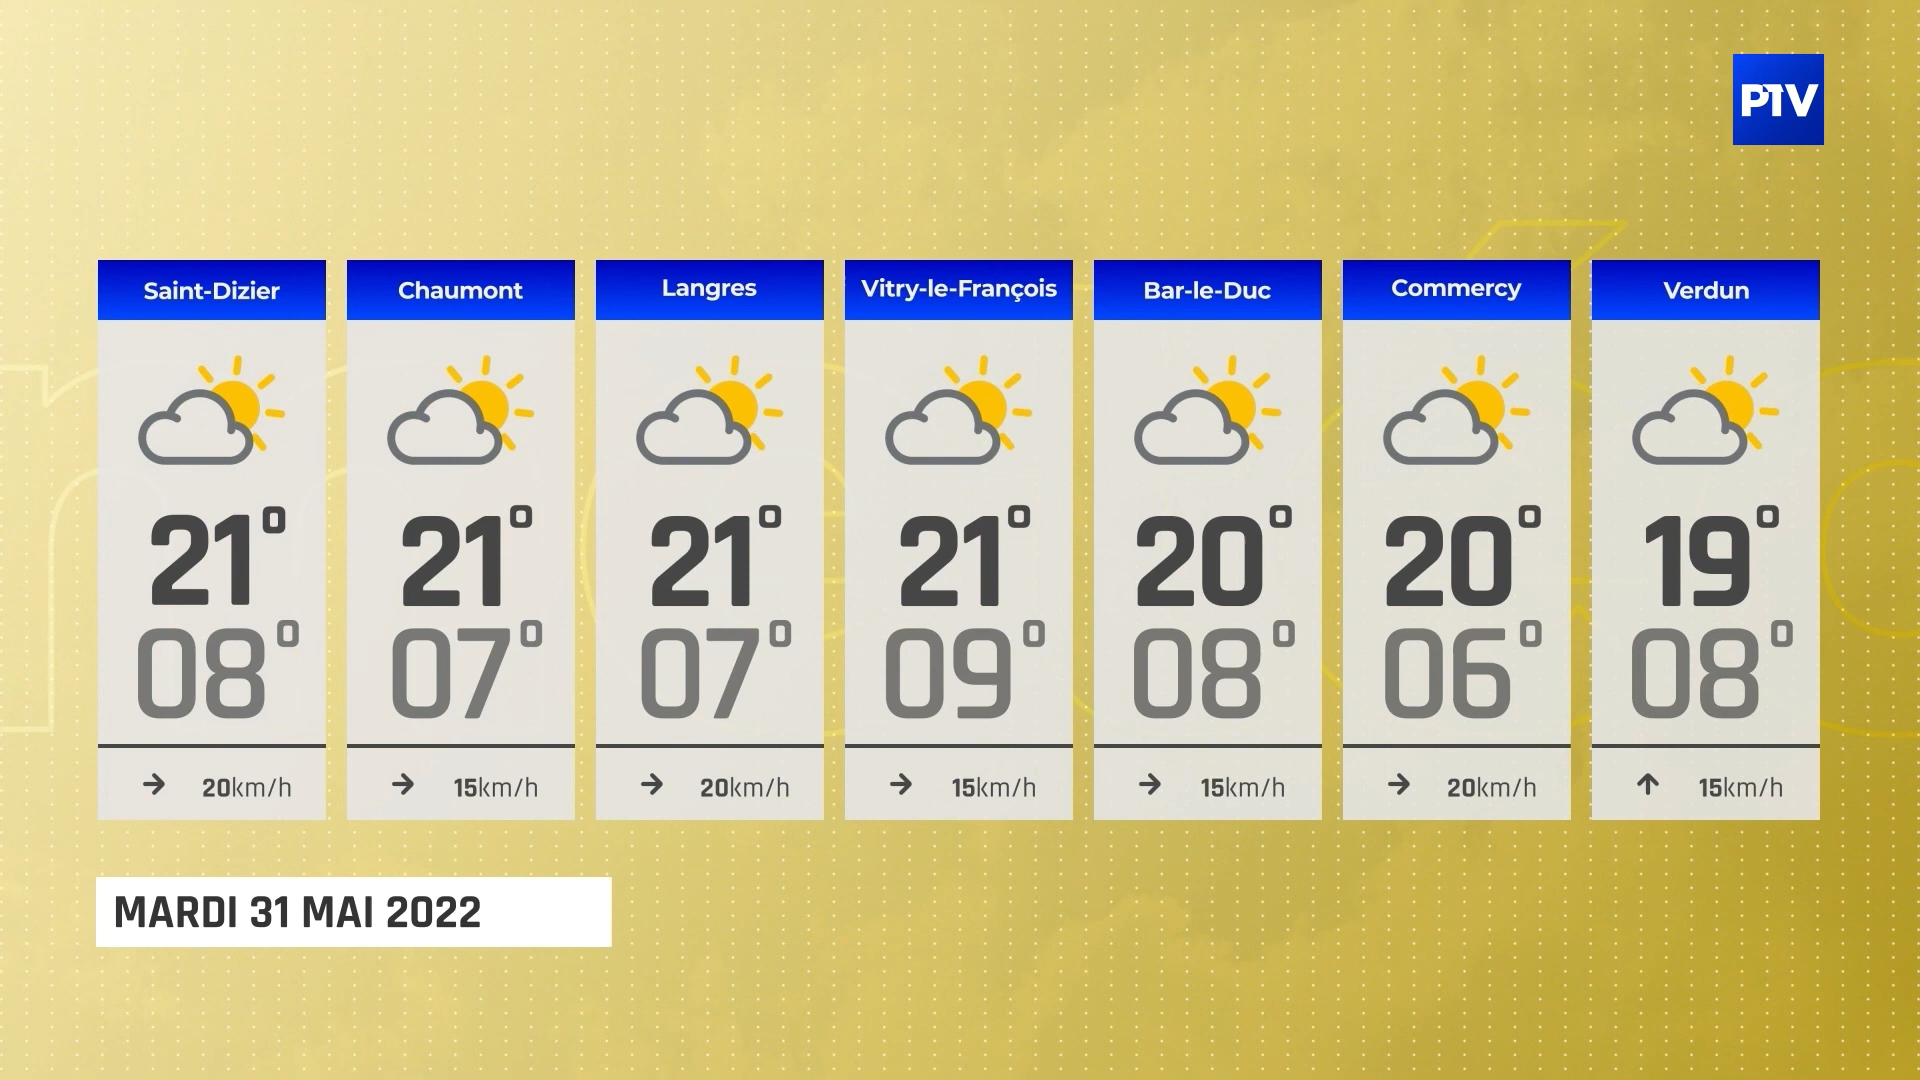 PTV
Saint-Dizier
21°
08°
→ 20km/h
Chaumont
21°
07°
→ 15km/h
Langres
21°
07°
→ 20km/h
Vitry-le-François
21°
09°
→ 15km/h
Bar-le-Duc
20°
08°
→ 15km/h
Commercy
20°
06°
→ 20km/h
Verdun
19°
08°
↑ 15km/h
MARDI 31 MAI 2022